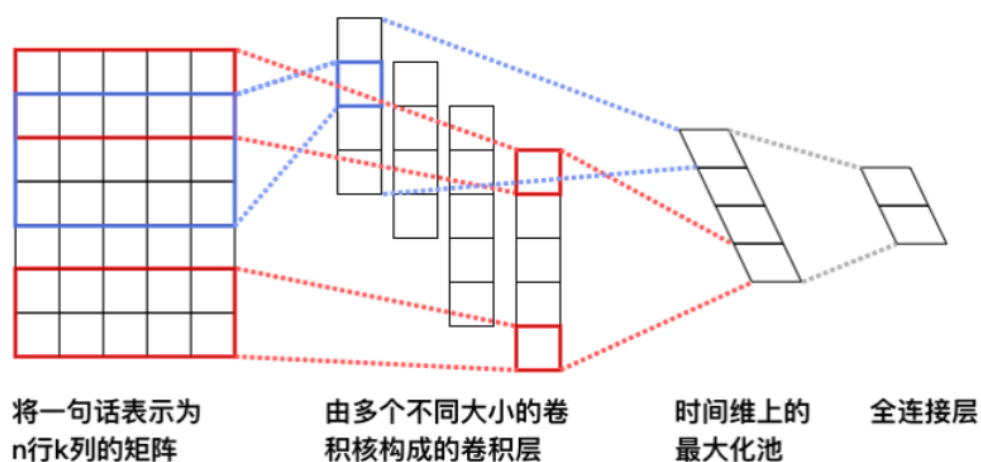 将一句话表示为
n行k列的矩阵
由多个不同大小的卷
积核构成的卷积层
时间维上的
最大化池
全连接层